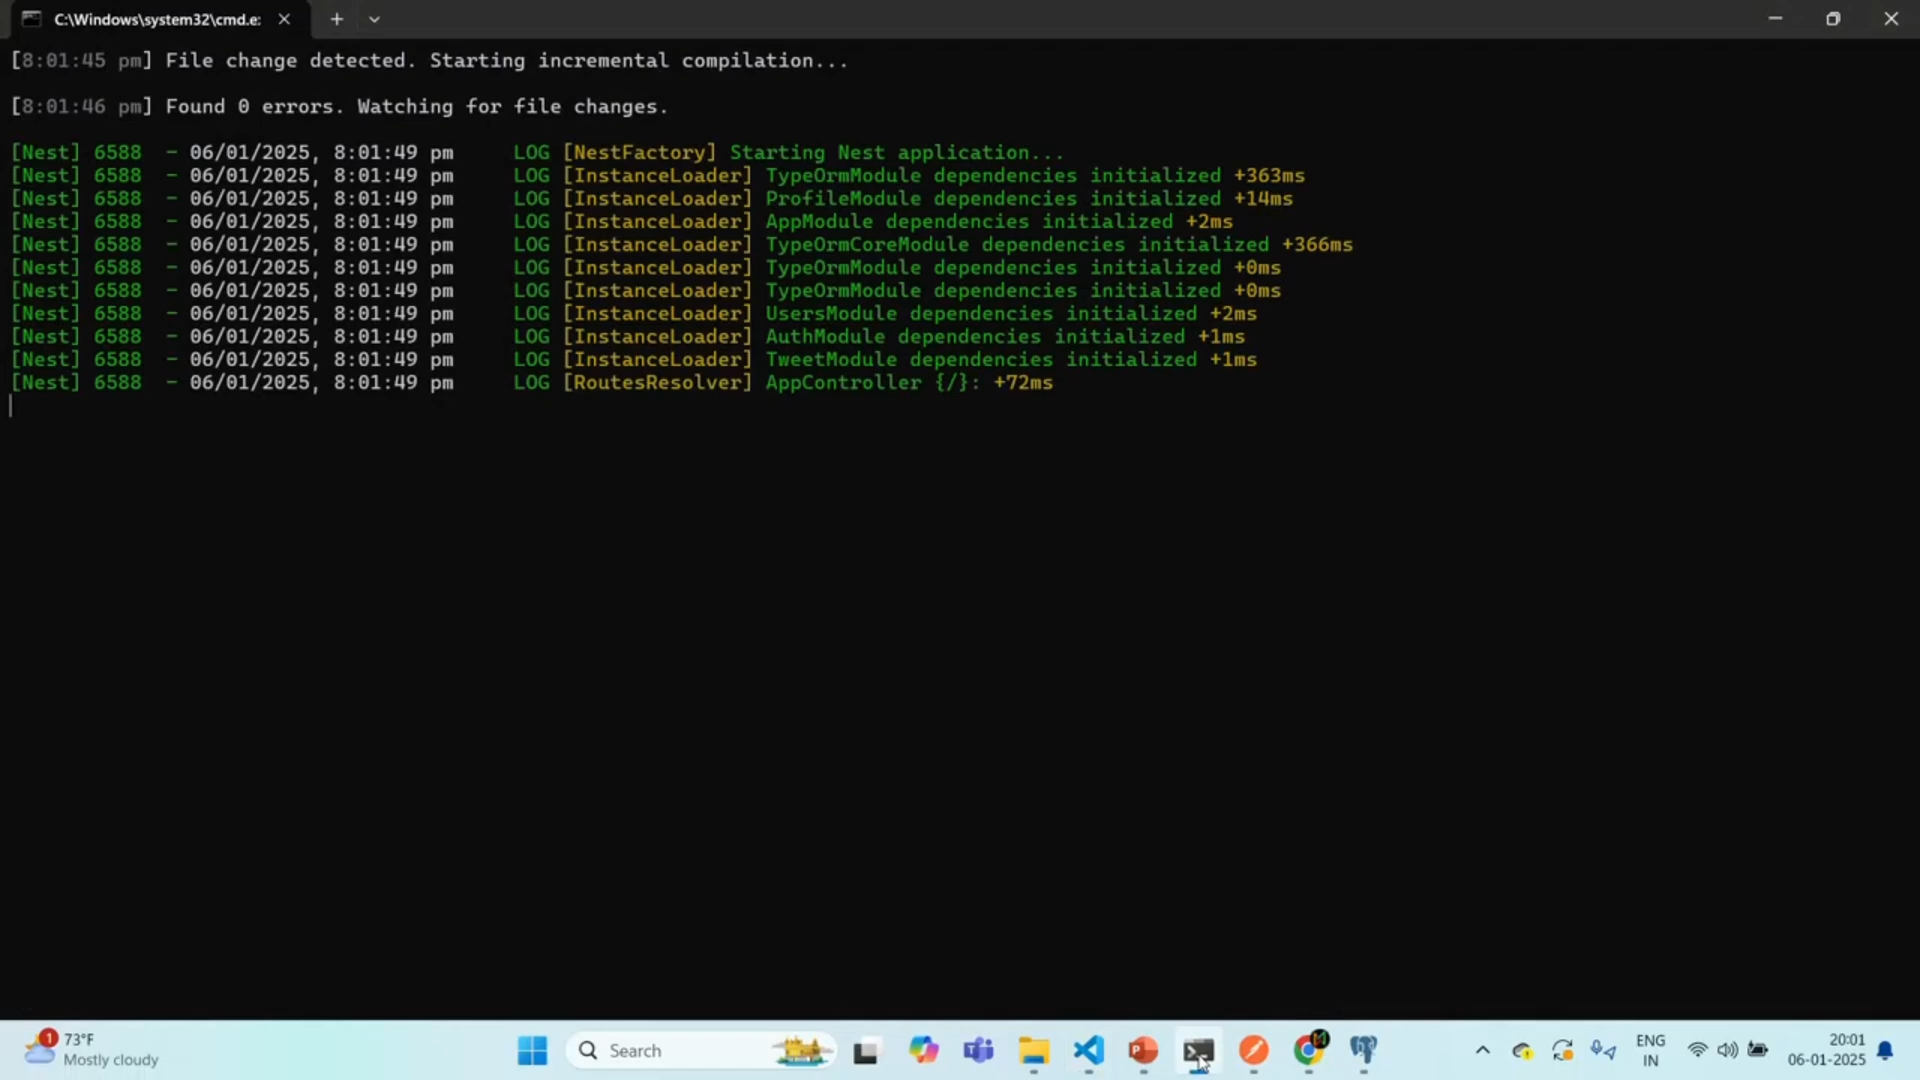 C:\Windows\system32\cmd.e:
[8:01:45 pm] File change detected. Starting incremental compilation...
[8:01:46 pm] Found 0 errors. Watching for file changes.
[Nest] 6588  - 06/01/2025, 8:01:49 pm     LOG [NestFactory] Starting Nest application...
[Nest] 6588  - 06/01/2025, 8:01:49 pm     LOG [InstanceLoader] TypeOrmModule dependencies initialized +363ms
[Nest] 6588  - 06/01/2025, 8:01:49 pm     LOG [InstanceLoader] ProfileModule dependencies initialized +14ms
[Nest] 6588  - 06/01/2025, 8:01:49 pm     LOG [InstanceLoader] AppModule dependencies initialized +2ms
[Nest] 6588  - 06/01/2025, 8:01:49 pm     LOG [InstanceLoader] TypeOrmCoreModule dependencies initialized +366ms
[Nest] 6588  - 06/01/2025, 8:01:49 pm     LOG [InstanceLoader] TypeOrmModule dependencies initialized +0ms
[Nest] 6588  - 06/01/2025, 8:01:49 pm     LOG [InstanceLoader] TypeOrmModule dependencies initialized +0ms
[Nest] 6588  - 06/01/2025, 8:01:49 pm     LOG [InstanceLoader] UsersModule dependencies initialized +2ms
[Nest] 6588  - 06/01/2025, 8:01:49 pm     LOG [InstanceLoader] AuthModule dependencies initialized +1ms
[Nest] 6588  - 06/01/2025, 8:01:49 pm     LOG [InstanceLoader] TweetModule dependencies initialized +1ms
[Nest] 6588  - 06/01/2025, 8:01:49 pm     LOG [RoutesResolver] AppController {/}: +72ms
1
73°F
Mostly cloudy
Search
ENG
IN
20:01
06-01-2025